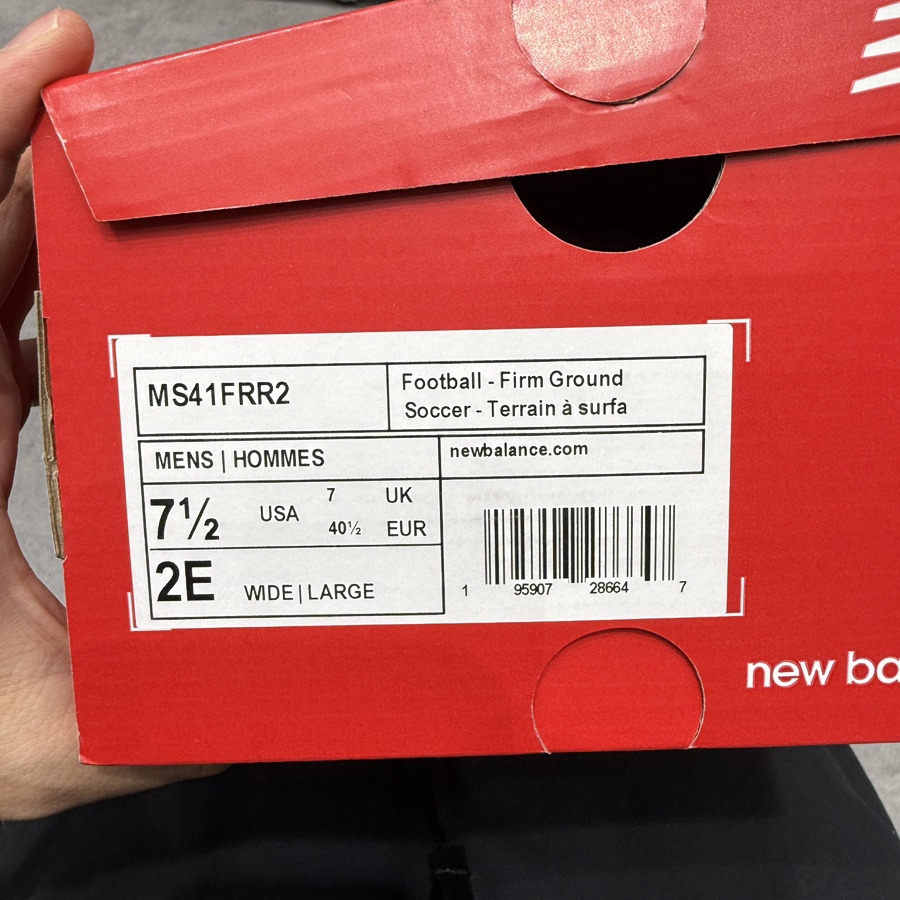 MS41FRR2
Football - Firm Ground
Soccer - Terrain à surfa
MENS | HOMMES
newbalance.com
7½ USA 7 UK
40½ EUR
2E WIDE | LARGE
1 95907 28664 7
new ba